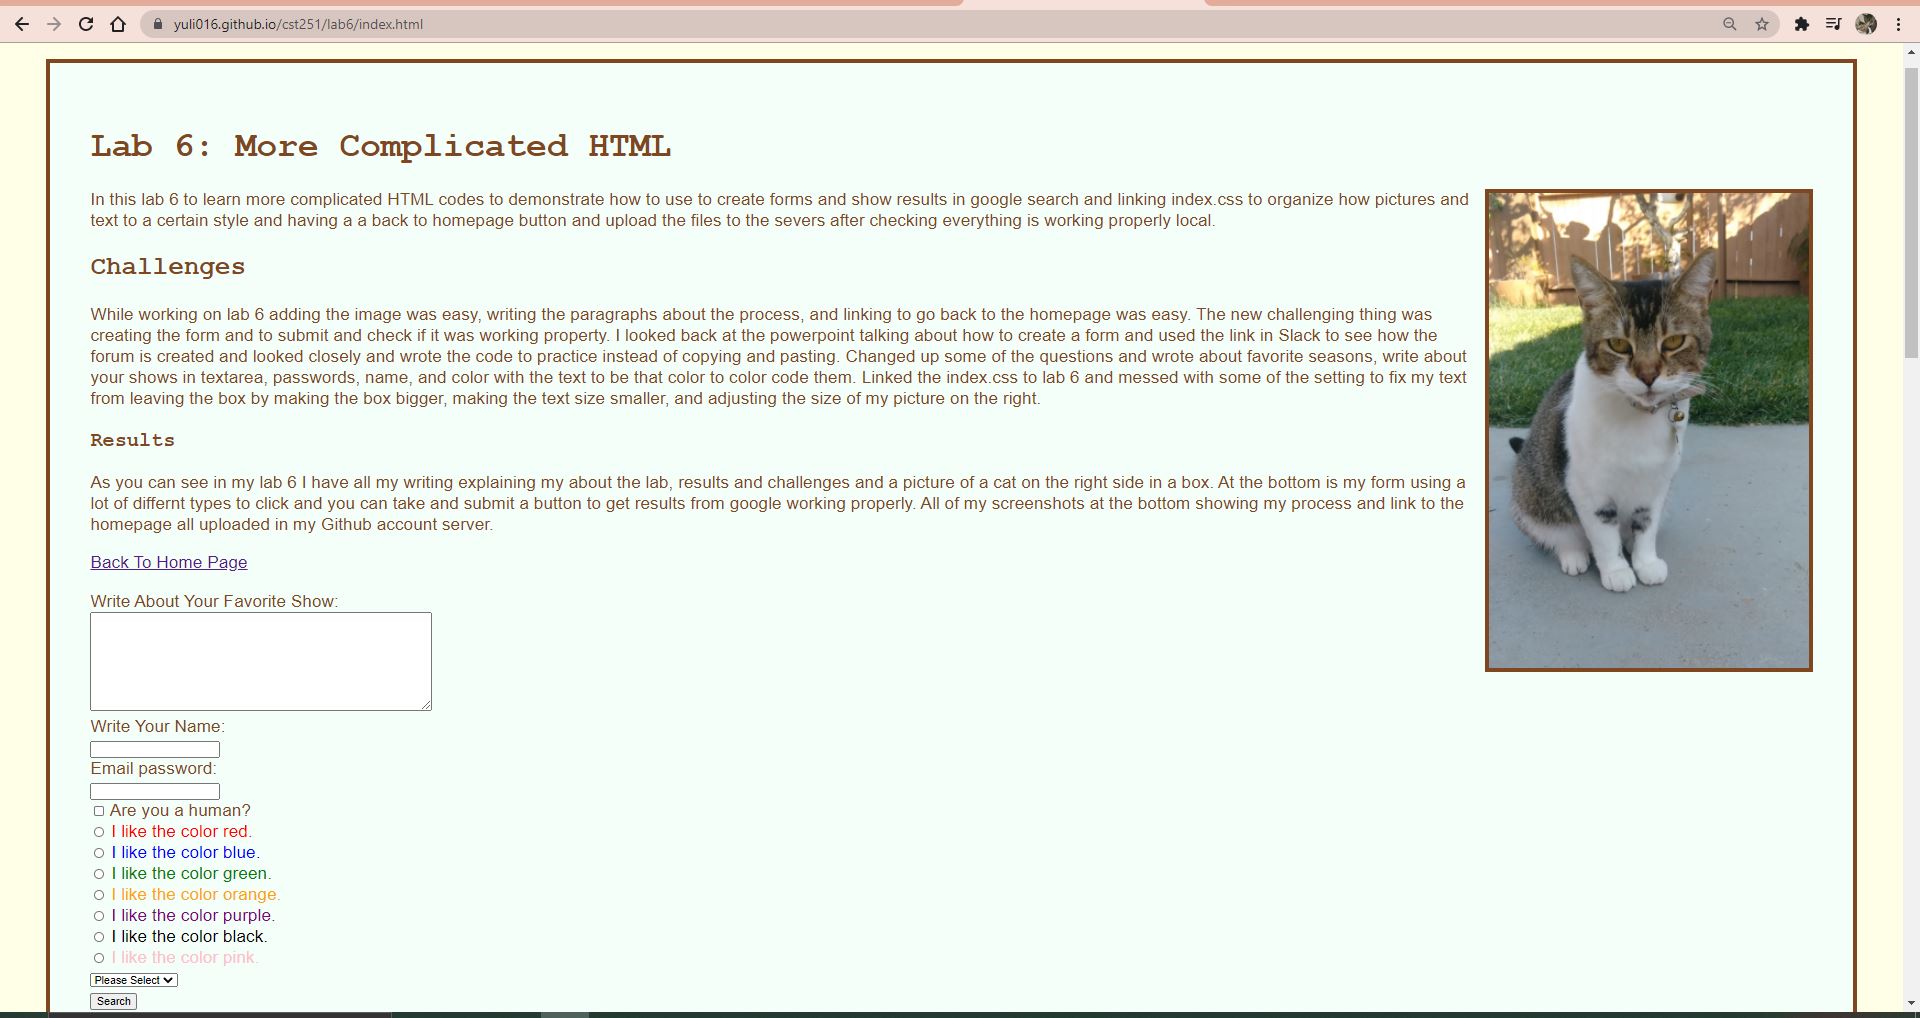 yuli016.github.io/cst251/lab6/index.html
Lab 6: More Complicated HTML
In this lab 6 to learn more complicated HTML codes to demonstrate how to use to create forms and show results in google search and linking index.css to organize how pictures and
text to a certain style and having a a back to homepage button and upload the files to the severs after checking everything is working properly local.
Challenges
While working on lab 6 adding the image was easy, writing the paragraphs about the process, and linking to go back to the homepage was easy. The new challenging thing was
creating the form and to submit and check if it was working property. I looked back at the powerpoint talking about how to create a form and used the link in Slack to see how the
forum is created and looked closely and wrote the code to practice instead of copying and pasting. Changed up some of the questions and wrote about favorite seasons, write about
your shows in textarea, passwords, name, and color with the text to be that color to color code them. Linked the index.css to lab 6 and messed with some of the setting to fix my text
from leaving the box by making the box bigger, making the text size smaller, and adjusting the size of my picture on the right.
Results
As you can see in my lab 6 I have all my writing explaining my about the lab, results and challenges and a picture of a cat on the right side in a box. At the bottom is my form using a
lot of differnt types to click and you can take and submit a button to get results from google working properly. All of my screenshots at the bottom showing my process and link to the
homepage all uploaded in my Github account server.
Back To Home Page
Write About Your Favorite Show:
Write Your Name:
Email password:
Are you a human?
I like the color red.
I like the color blue.
I like the color green.
I like the color orange.
I like the color purple.
I like the color black.
I like the color pink.
Please Select
Search